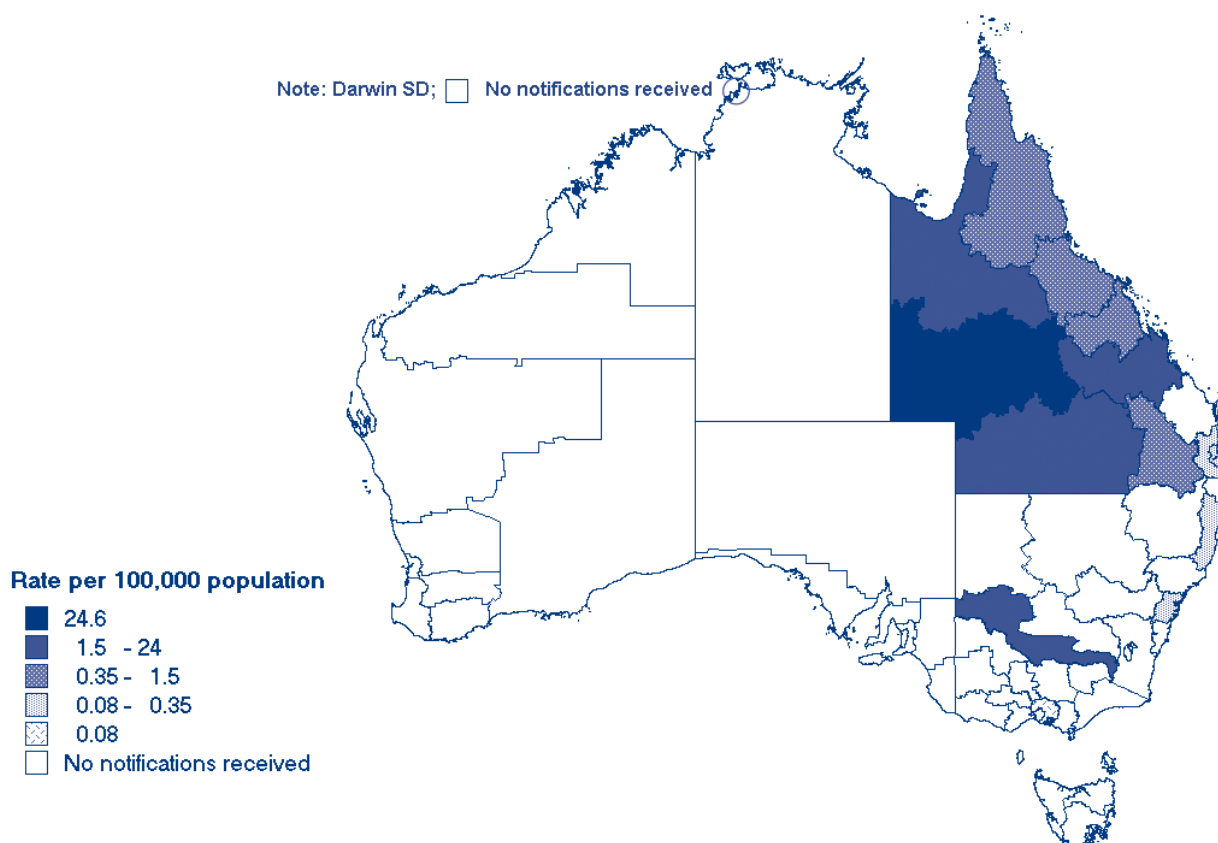 Note: Darwin SD; No notifications received
Rate per 100,000 population
24.6
1.5 - 24
0.35 - 1.5
0.08 - 0.35
0.08
No notifications received